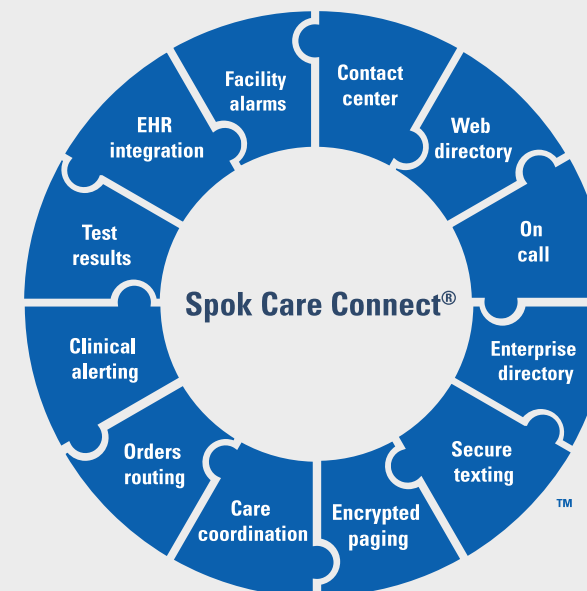 Facility
alarms
Contact
center
Web
directory
On
call
Enterprise
directory
Secure
texting
Encrypted
paging
Care
coordination
Orders
routing
Clinical
alerting
Test
results
EHR
integration
Spok Care Connect®
™